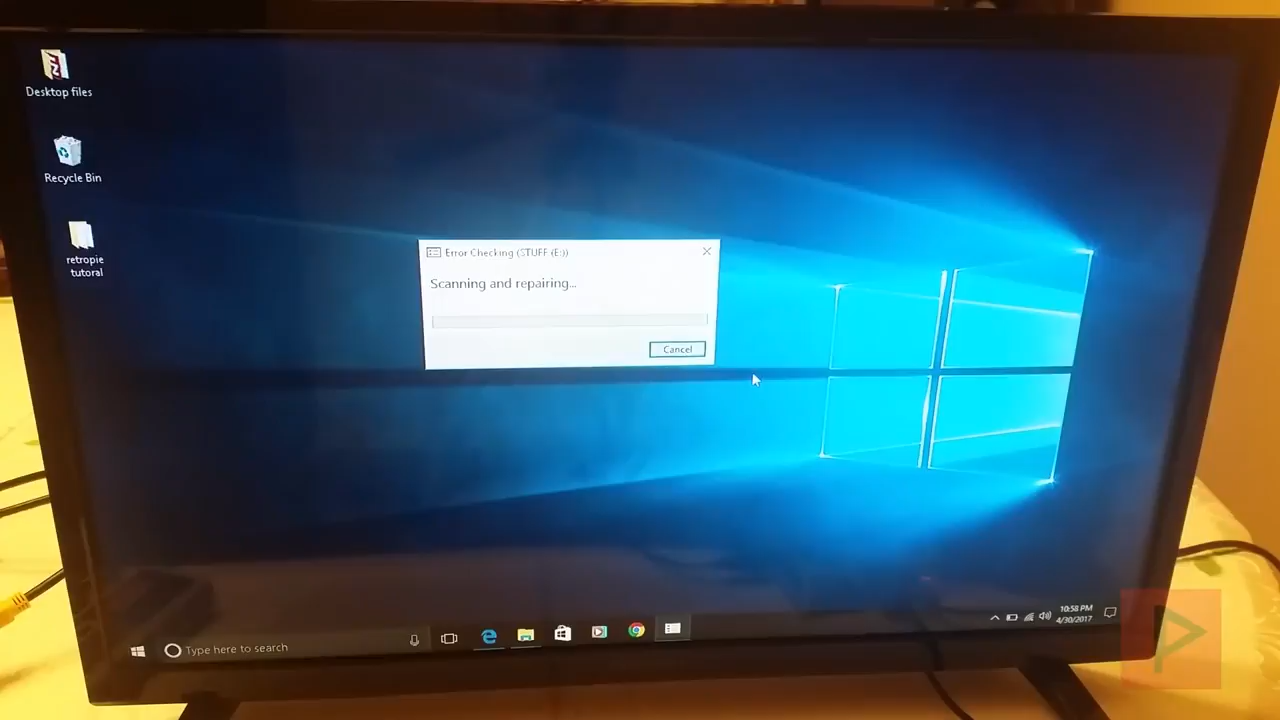 Desktop files
Recycle Bin
retropie
tutoral
Error Checking (STUFF (E:))
Scanning and repairing...
Cancel
Type here to search
10:58 PM
4/30/2017